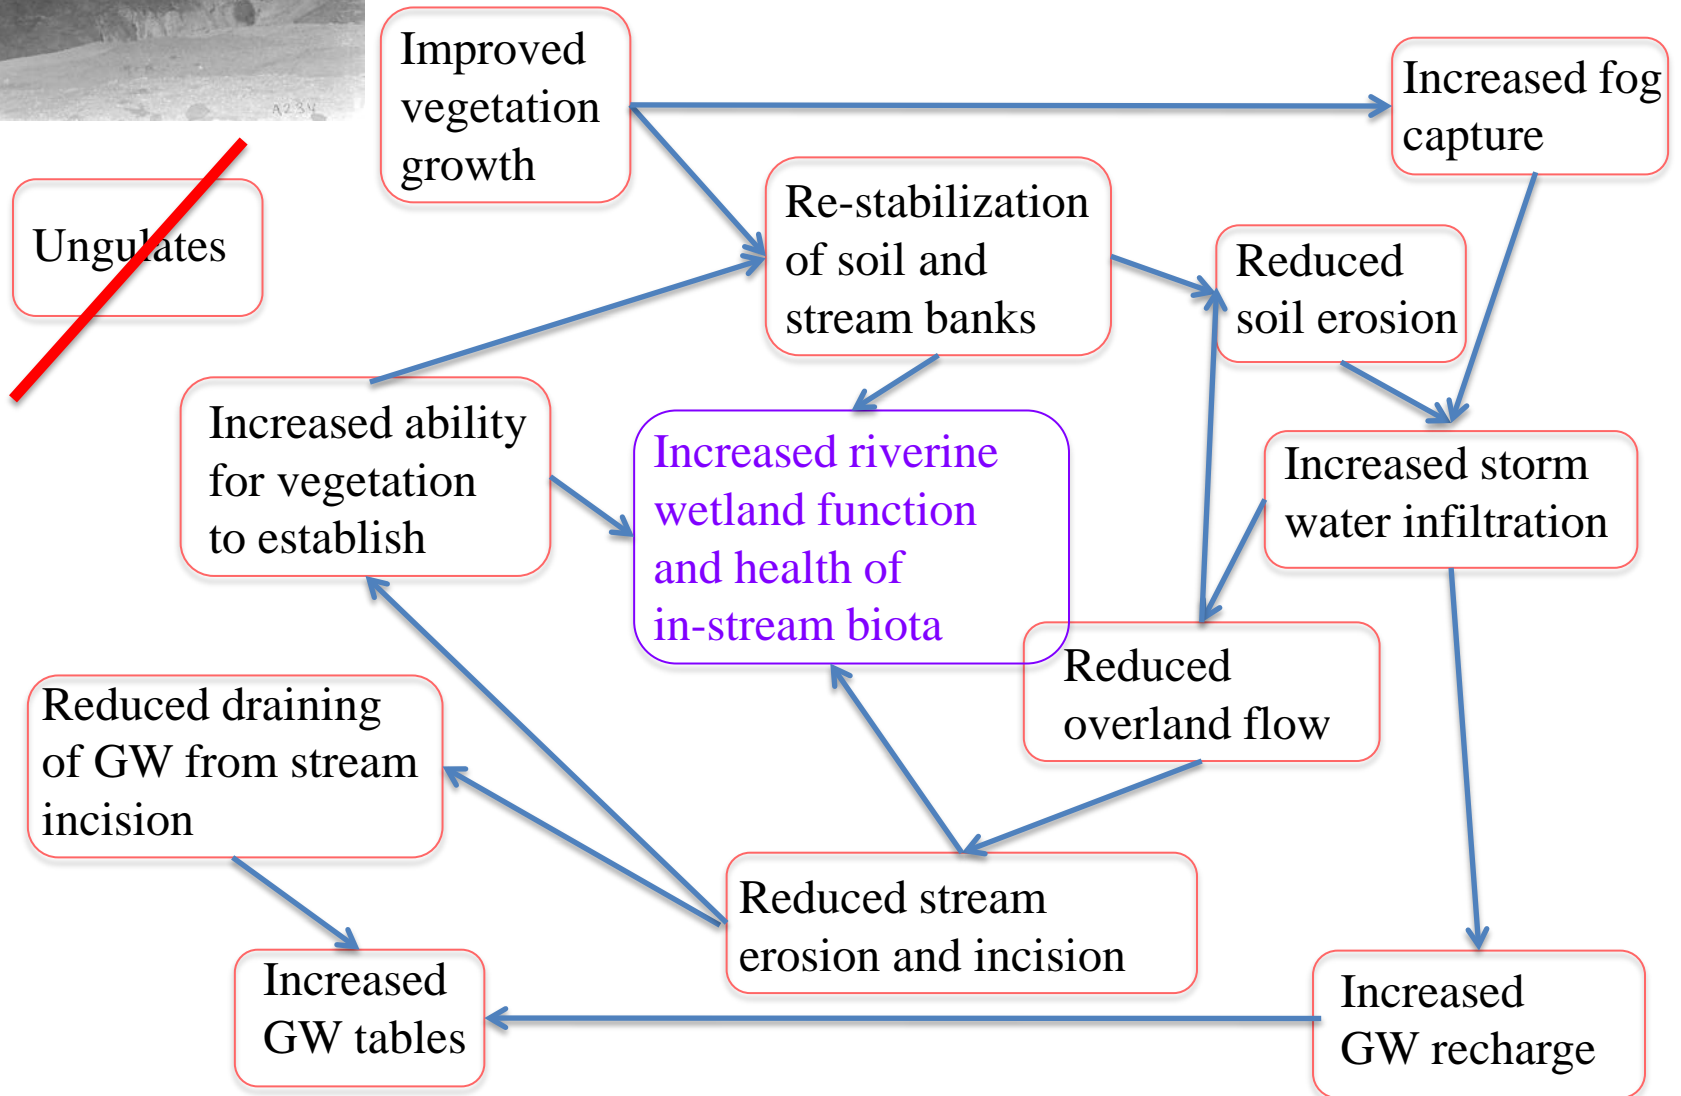 A234
Improved
vegetation
growth
Increased fog
capture
Ungulates
Re-stabilization
of soil and
stream banks
Reduced
soil erosion
Increased ability
for vegetation
to establish
Increased riverine
wetland function
and health of
in-stream biota
Increased storm
water infiltration
Reduced
overland flow
Reduced draining
of GW from stream
incision
Reduced stream
erosion and incision
Increased
GW tables
Increased
GW recharge